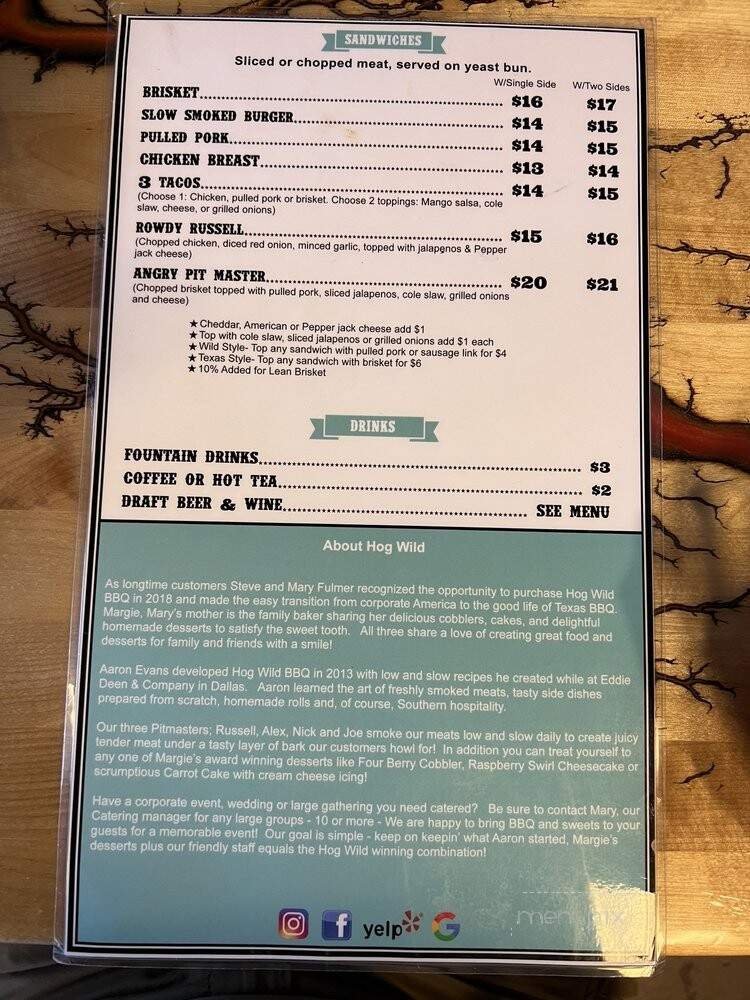 SANDWICHES
Sliced or chopped meat, served on yeast bun.
W/Single Side W/Two Sides
BRISKET $16 $17
SLOW SMOKED BURGER $14 $15
PULLED PORK $14 $15
CHICKEN BREAST $13 $14
3 TACOS $14 $15
(Choose 1: Chicken, pulled pork or brisket. Choose 2 toppings: Mango salsa, cole
slaw, cheese, or grilled onions)
ROWDY RUSSELL $15 $16
(Chopped chicken, diced red onion, minced garlic, topped with jalapenos & Pepper
jack cheese)
ANGRY PIT MASTER $20 $21
(Chopped brisket topped with pulled pork, sliced jalapenos, cole slaw, grilled onions
and cheese)
★ Cheddar, American or Pepper jack cheese add $1
★ Top with cole slaw, sliced jalapenos or grilled onions add $1 each
★ Wild Style- Top any sandwich with pulled pork or sausage link for $4
★ Texas Style- Top any sandwich with brisket for $6
★ 10% Added for Lean Brisket
DRINKS
FOUNTAIN DRINKS $3
COFFEE OR HOT TEA $2
DRAFT BEER & WINE SEE MENU
About Hog Wild
As longtime customers Steve and Mary Fulmer recognized the opportunity to purchase Hog Wild
BBQ in 2018 and made the easy transition from corporate America to the good life of Texas BBQ.
Margie, Mary's mother is the family baker sharing her delicious cobblers, cakes, and delightful
homemade desserts to satisfy the sweet tooth. All three share a love of creating great food and
desserts for family and friends with a smile!
Aaron Evans developed Hog Wild BBQ in 2013 with low and slow recipes he created while at Eddie
Deen & Company in Dallas. Aaron learned the art of freshly smoked meats, tasty side dishes
prepared from scratch, homemade rolls and, of course, Southern hospitality.
Our three Pitmasters; Russell, Alex, Nick and Joe smoke our meats low and slow daily to create juicy
tender meat under a tasty layer of bark our customers howl for! In addition you can treat yourself to
any one of Margie's award winning desserts like Four Berry Cobbler, Raspberry Swirl Cheesecake or
scrumptious Carrot Cake with cream cheese icing!
Have a corporate event, wedding or large gathering you need catered? Be sure to contact Mary, our
Catering manager for any large groups - 10 or more - We are happy to bring BBQ and sweets to your
guests for a memorable event! Our goal is simple - keep on keepin' what Aaron started, Margie's
desserts plus our friendly staff equals the Hog Wild winning combination!
f yelp G